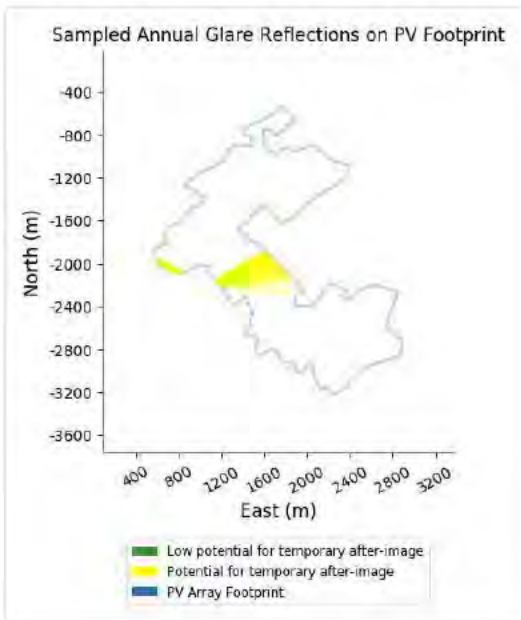 Sampled Annual Glare Reflections on PV Footprint
North (m)
-400
-800
-1200
-1600
-2000
-2400
-2800
-3200
-3600
400
800
1200
1600
2000
2400
2800
3200
East (m)
Low potential for temporary after-image
Potential for temporary after-image
PV Array Footprint